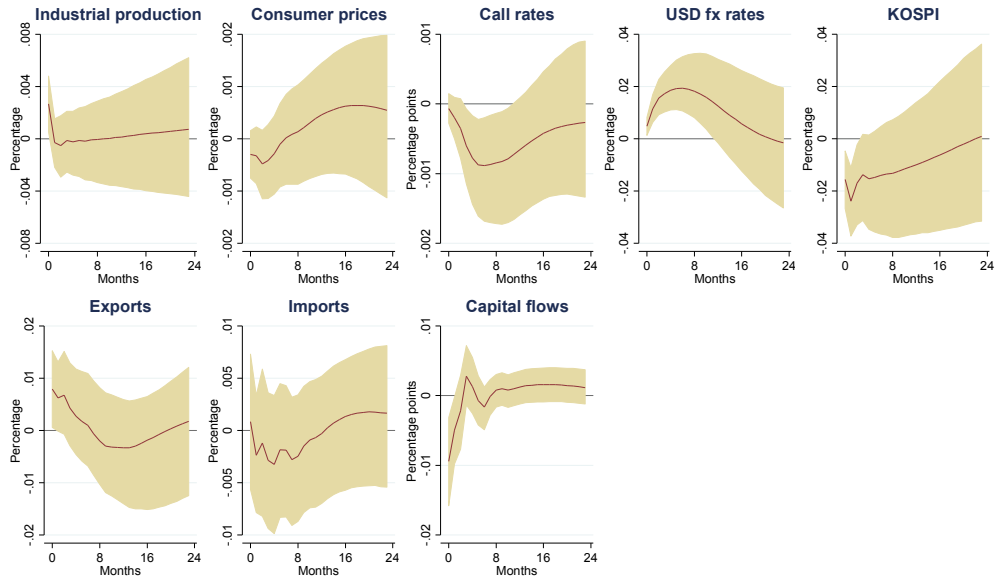 Industrial production
Percentage
.008
.004
0
-.004
-.008
0 8 16 24
Months
Consumer prices
Percentage
.002
.001
0
-.001
-.002
0 8 16 24
Months
Call rates
Percentage points
.001
0
-.001
-.002
0 8 16 24
Months
USD fx rates
Percentage
.04
.02
0
-.02
-.04
0 8 16 24
Months
KOSPI
Percentage
.04
.02
0
-.02
-.04
0 8 16 24
Months
Exports
Percentage
.02
.01
0
-.01
-.02
0 8 16 24
Months
Imports
Percentage
.01
.005
0
-.005
-.01
0 8 16 24
Months
Capital flows
Percentage points
.01
0
-.01
-.02
0 8 16 24
Months